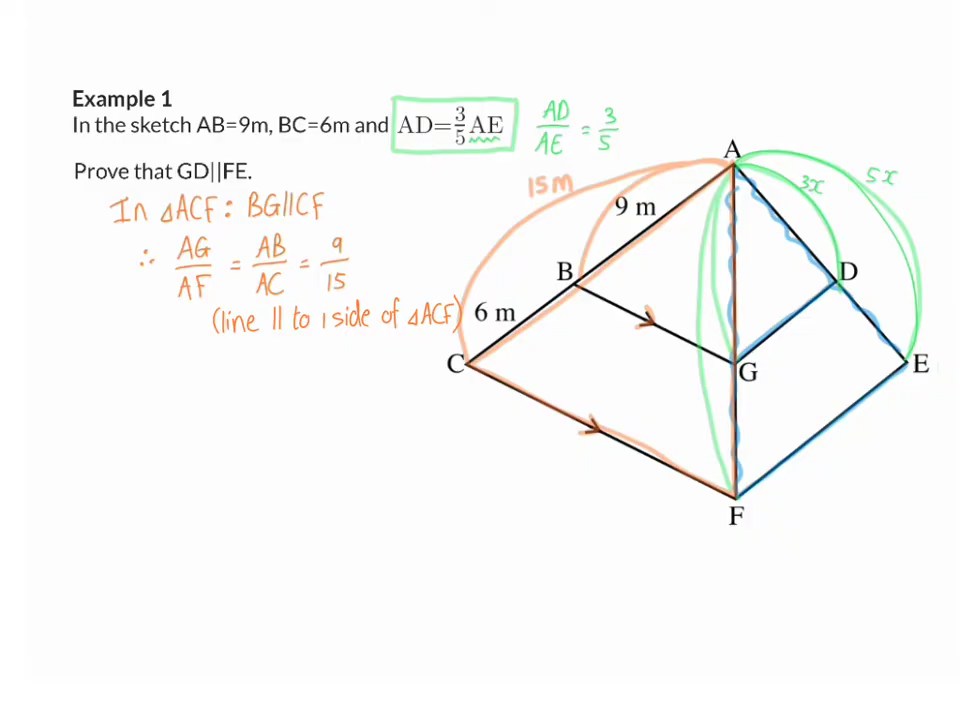 Example 1
In the sketch AB=9m, BC=6m and AD=3/5 AE
AD/AE = 3/5
Prove that GD||FE.
In △ACF: BG||CF
∴ AG/AF = AB/AC = 9/15
(line || to 1 side of △ACF)
A
15m
3x
5x
9 m
B
D
6 m
C
G
E
F